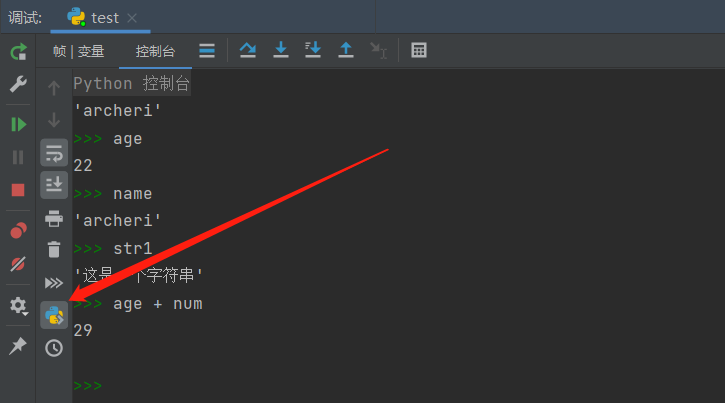 调试: test
帧 | 变量 控制台
Python 控制台
'archeri'
>>> age
22
>>> name
'archeri'
>>> str1
'这是 个字符串'
>>> age + num
29
>>>